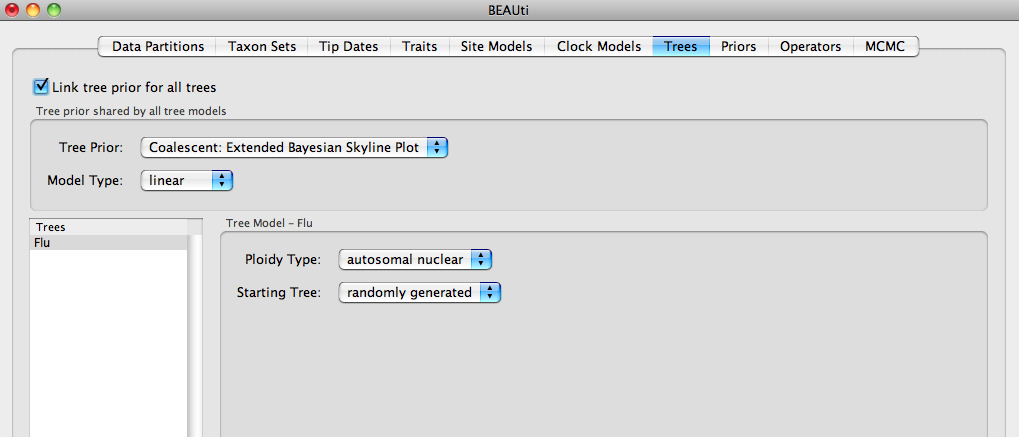 BEAUti
Data Partitions Taxon Sets Tip Dates Traits Site Models Clock Models Trees Priors Operators MCMC
Link tree prior for all trees
Tree prior shared by all tree models
Tree Prior: Coalescent: Extended Bayesian Skyline Plot
Model Type: linear
Trees
Flu
Tree Model – Flu
Ploidy Type: autosomal nuclear
Starting Tree: randomly generated